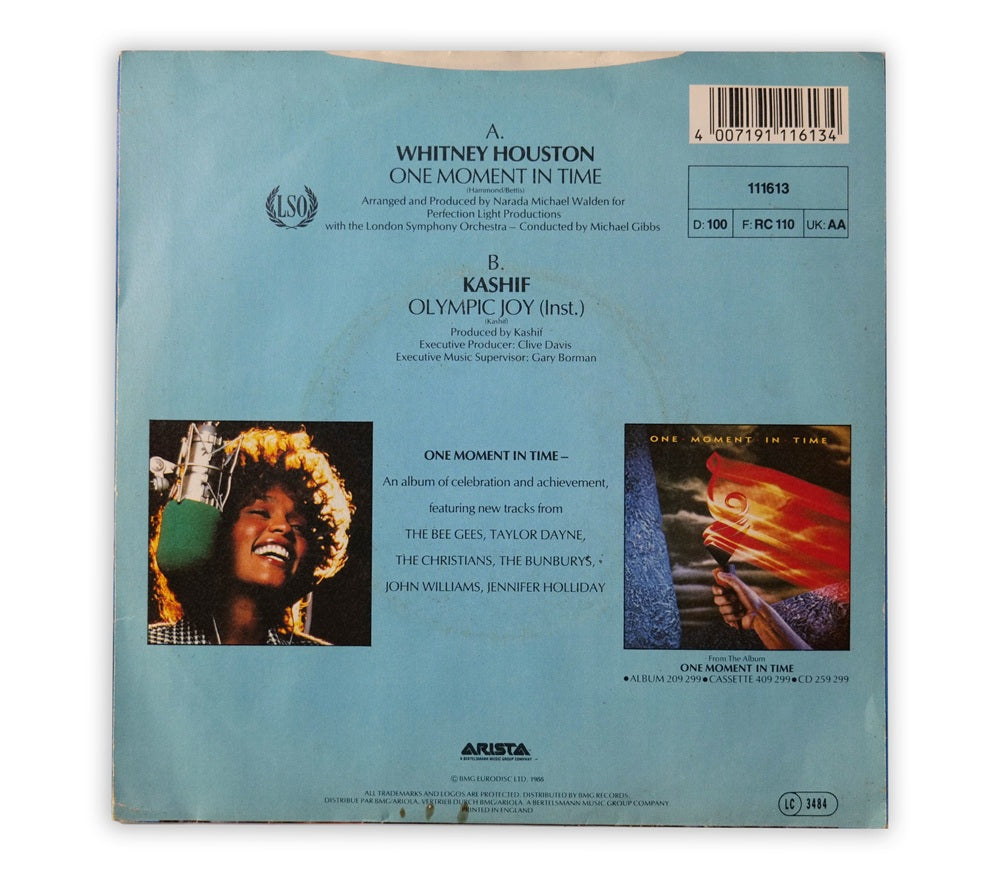 4 007191 116134
111613
D: 100 F: RC 110 UK: AA
A.
WHITNEY HOUSTON
ONE MOMENT IN TIME
(Hammond/Bettis)
Arranged and Produced by Narada Michael Walden for
Perfection Light Productions
with the London Symphony Orchestra – Conducted by Michael Gibbs
LSO
B.
KASHIF
OLYMPIC JOY (Inst.)
(Kashif)
Produced by Kashif
Executive Producer: Clive Davis
Executive Music Supervisor: Gary Borman
ONE MOMENT IN TIME –
An album of celebration and achievement,
featuring new tracks from
THE BEE GEES, TAYLOR DAYNE,
THE CHRISTIANS, THE BUNBURYS,
JOHN WILLIAMS, JENNIFER HOLLIDAY
ONE MOMENT IN TIME
From The Album
ONE MOMENT IN TIME
●ALBUM 209 299●CASSETTE 409 299●CD 259 299
ARISTA
A BERTELSMANN MUSIC GROUP COMPANY
© BMG EURODISC LTD. 1988
ALL TRADEMARKS AND LOGOS ARE PROTECTED. DISTRIBUTED BY BMG RECORDS.
DISTRIBUE PAR BMG/ARIOLA. VERTRIEB DURCH BMG/ARIOLA. A BERTELSMANN MUSIC GROUP COMPANY
PRINTED IN ENGLAND
LC 3484